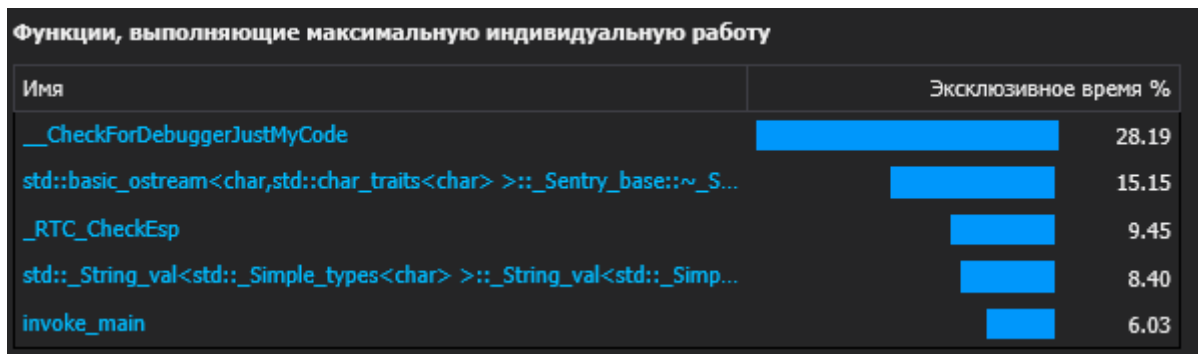 Функции, выполняющие максимальную индивидуальную работу
Имя Эксклюзивное время %
__CheckForDebuggerJustMyCode 28.19
std::basic_ostream<char,std::char_traits<char> >::_Sentry_base::~_S... 15.15
_RTC_CheckEsp 9.45
std::_String_val<std::_Simple_types<char> >::_String_val<std::_Simp... 8.40
invoke_main 6.03